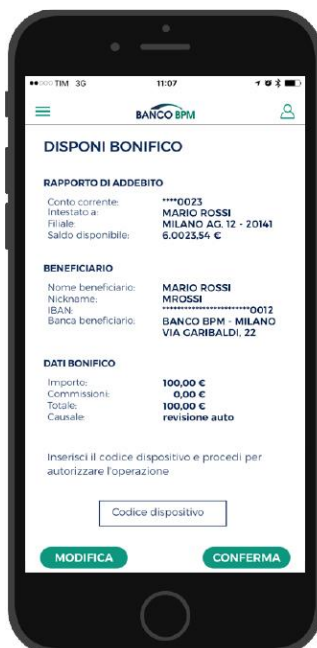 TIM 3G 11:07
BANCO BPM
DISPONI BONIFICO
RAPPORTO DI ADDEBITO
Conto corrente: ****0023
Intestato a: MARIO ROSSI
Filiale: MILANO AG. 12 - 20141
Saldo disponibile: 6.0023,54 €
BENEFICIARIO
Nome beneficiario: MARIO ROSSI
Nickname: MROSSI
IBAN: ***********************0012
Banca beneficiario: BANCO BPM - MILANO
VIA GARIBALDI, 22
DATI BONIFICO
Importo: 100,00 €
Commissioni: 0,00 €
Totale: 100,00 €
Causale: revisione auto
Inserisci il codice dispositivo e procedi per
autorizzare l'operazione
Codice dispositivo
MODIFICA CONFERMA